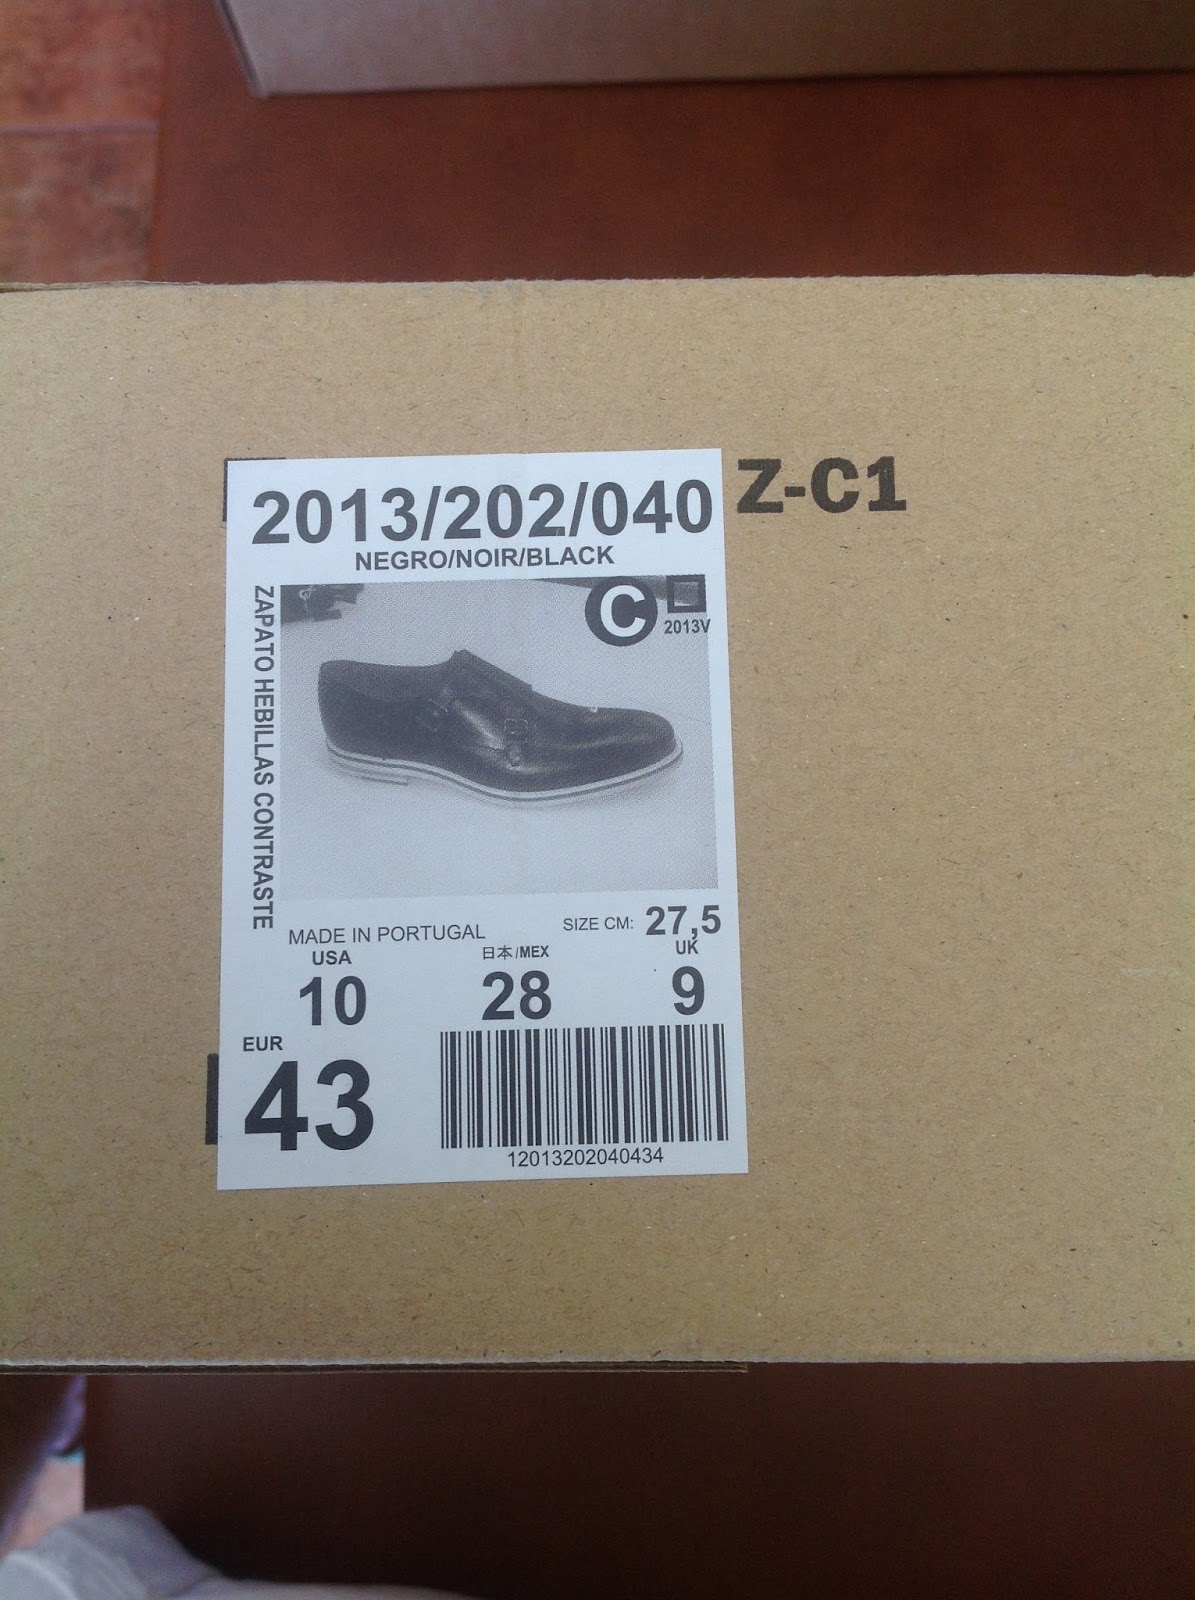 2013/202/040
Z-C1
NEGRO/NOIR/BLACK
C
2013V
ZAPATO HEBILLAS CONTRASTE
MADE IN PORTUGAL
SIZE CM: 27,5
USA
10
日本/MEX
28
UK
9
EUR
43
12013202040434